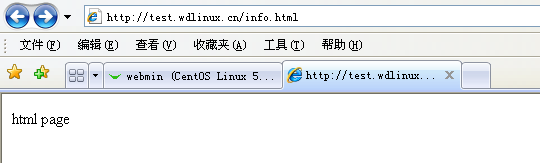 http://test.wdlinux.cn/info.html
文件(F) 编辑(E) 查看(V) 收藏夹(A) 工具(T) 帮助(H)
webmin (CentOS Linux 5... http://test.wdlinux...
html page